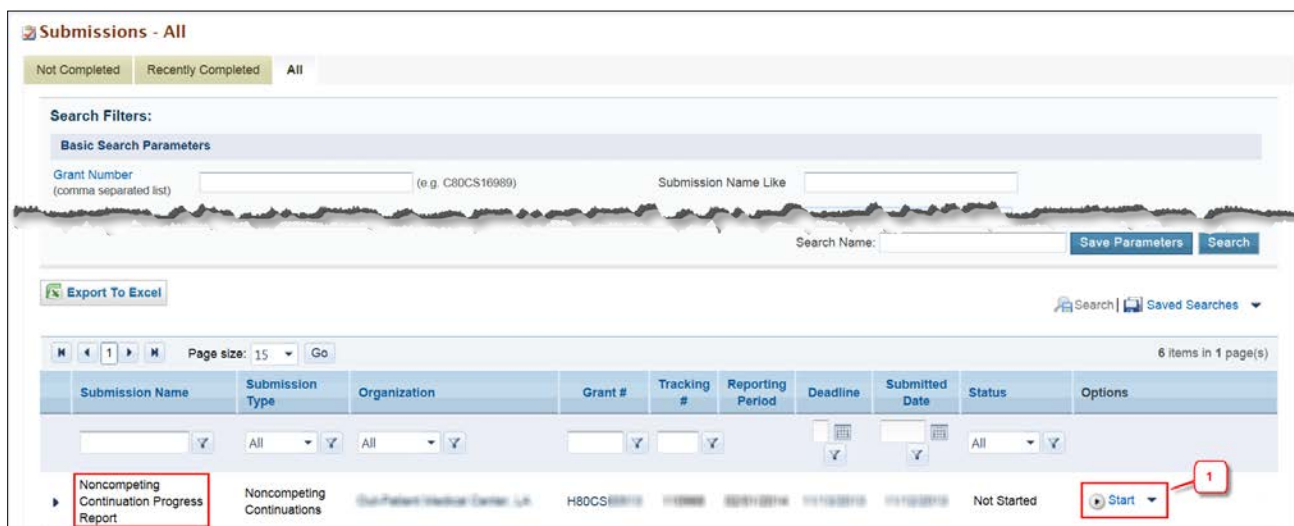 Submissions - All
Not Completed Recently Completed All
Search Filters:
Basic Search Parameters
Grant Number (e.g. C80CS16989) Submission Name Like
(comma separated list)
Search Name: Save Parameters Search
Export To Excel
Search | Saved Searches
1 Page size: 15 Go 6 items in 1 page(s)
Submission Name Submission Type Organization Grant # Tracking # Reporting Period Deadline Submitted Date Status Options
All All All
Noncompeting Continuation Progress Report Noncompeting Continuations H80CS Not Started Start
1